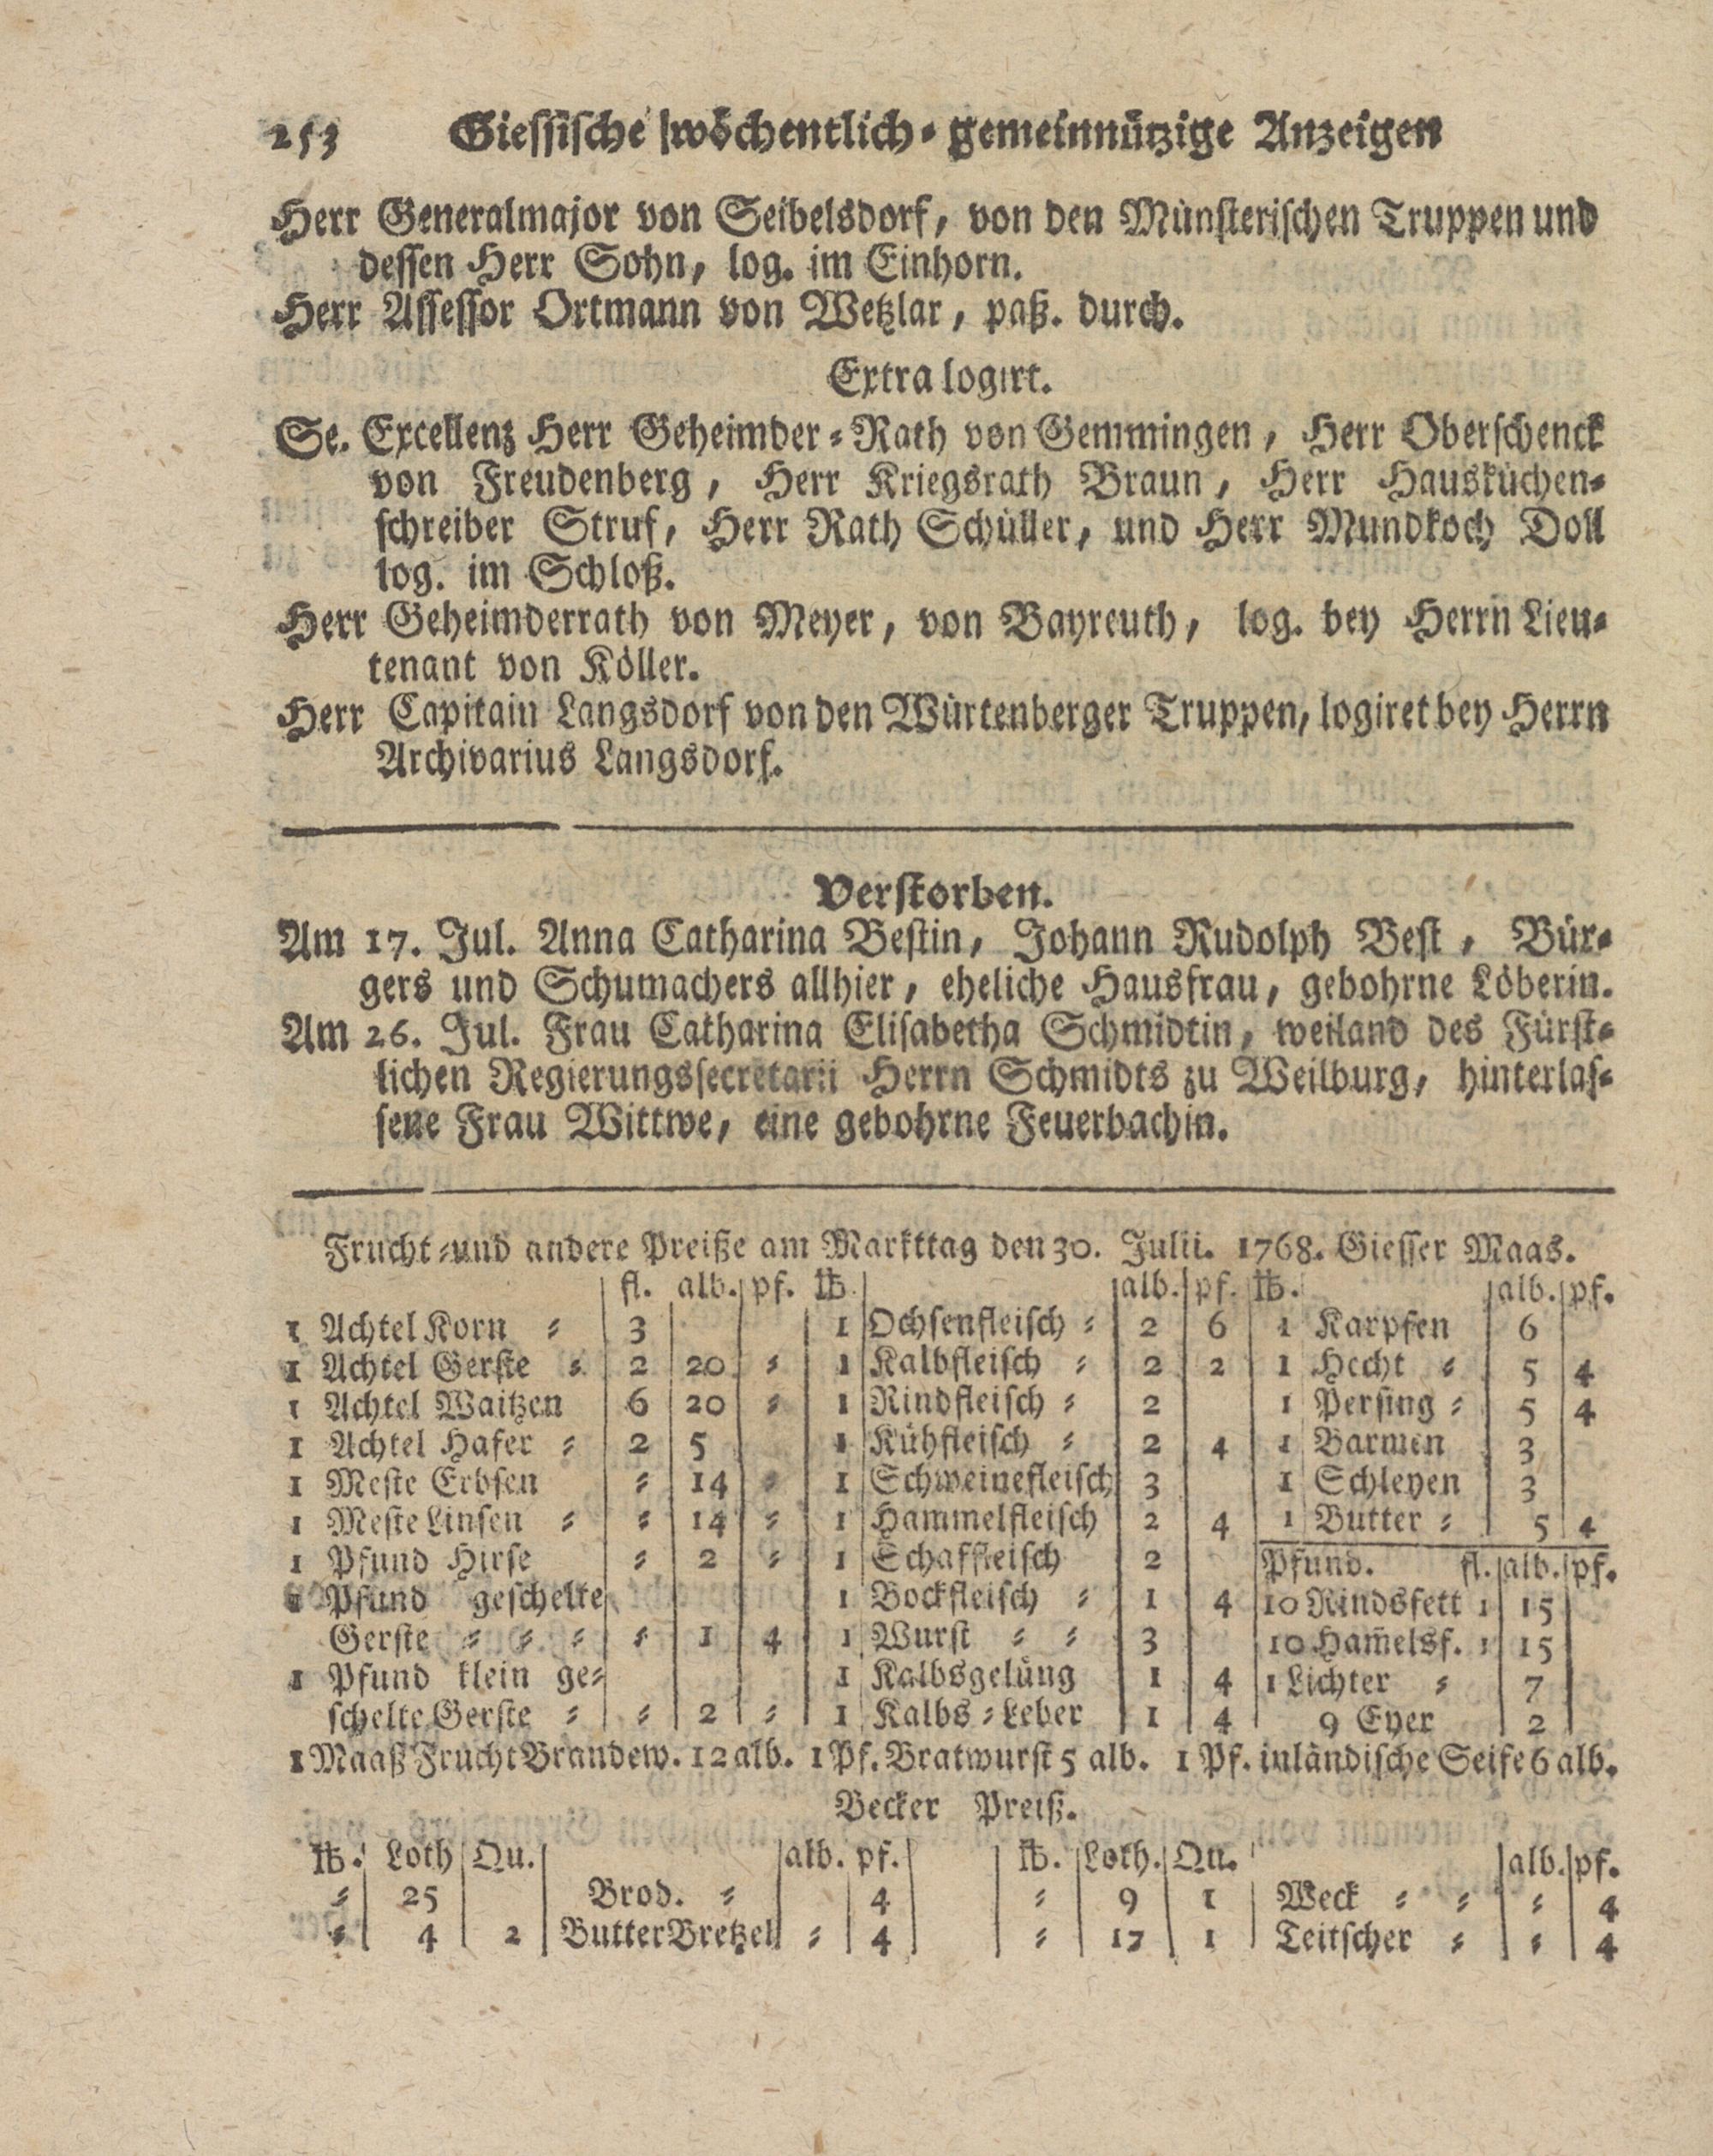 253 Giessische wöchentlich-gemeinnützige Anzeigen
Herr Generalmajor von Seibelsdorf, von den Münsterischen Truppen und
dessen Herr Sohn, log. im Einhorn.
Herr Assessor Ortmann von Wetzlar, paß. durch.
Extra logirt.
Se. Excellenz Herr Geheimder-Rath von Gemmingen, Herr Oberschenck
von Freudenberg, Herr Kriegsrath Braun, Herr Hausküchen-
schreiber Struf, Herr Rath Schüller, und Herr Mundkoch Doll
log. im Schloß.
Herr Geheimderrath von Meyer, von Bayreuth, log. bey Herrn Lieu-
tenant von Köller.
Herr Capitain Langsdorf von den Würtenberger Truppen, logiret bey Herrn
Archivarius Langsdorf.
Verstorben.
Am 17. Jul. Anna Catharina Bestin, Johann Rudolph Best, Bür-
gers und Schumachers allhier, eheliche Hausfrau, gebohrne Löberin.
Am 26. Jul. Frau Catharina Elisabetha Schmidtin, weiland des Fürst-
lichen Regierungssecretarii Herrn Schmidts zu Weilburg, hinterlas-
sene Frau Wittwe, eine gebohrne Feuerbachin.
Frucht- und andere Preiße am Markttag den 30. Julii. 1768. Giesser Maas.
fl. alb. pf. ℔ alb. pf. ℔. alb. pf.
1 Achtel Korn = 3 1 Ochsenfleisch = 2 6 1 Karpfen 6
1 Achtel Gerste = 2 20 = 1 Kalbfleisch = 2 2 1 Hecht = 5 4
1 Achtel Waitzen 6 20 = 1 Rindfleisch = 2 1 Persing = 5 4
1 Achtel Hafer = 2 5 1 Kühfleisch = 2 4 1 Barmen 3
1 Meste Erbsen = 14 = 1 Schweinefleisch 3 1 Schleyen 3
1 Meste Linsen = = 14 = 1 Hammelfleisch 2 4 1 Butter = 5 4
1 Pfund Hirse = 2 = 1 Schaffleisch 2 Pfund. fl. alb. pf.
1 Pfund geschelte 1 Bockfleisch = 1 4 10 Rindsfett 1 15
Gerste = = = = 1 4 1 Wurst = = 3 10 Ham̄elsf. 1 15
1 Pfund klein ge= 1 Kalbsgelüng 1 4 1 Lichter = 7
schelte Gerste = = 2 = 1 Kalbs=Leber 1 4 9 Eyer 2
1 Maaß Frucht Brandew. 12 alb. 1 Pf. Bratwurst 5 alb. 1 Pf. inländische Seife 6 alb.
Becker Preiß.
℔. Loth Qu. alb. pf. ℔. Loth. Qu. alb. pf.
= 25 Brod. = 4 = 9 1 Weck = = = 4
= 4 2 Butter Bretzel = 4 = 17 1 Teitscher = = 4